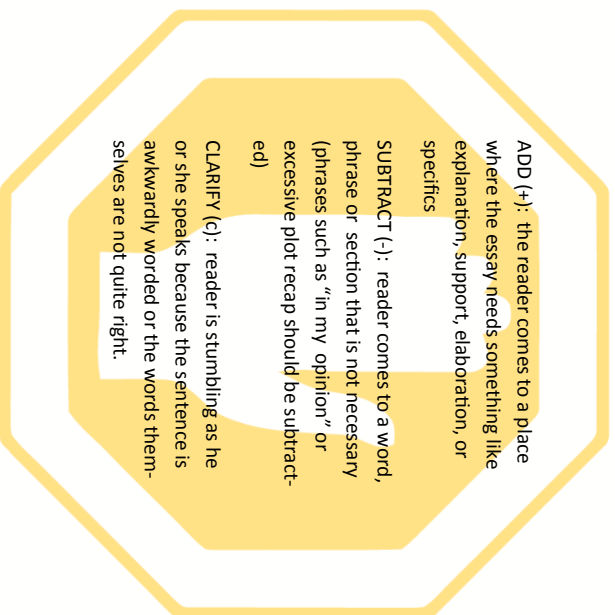 ADD (+): the reader comes to a place
where the essay needs something like
explanation, support, elaboration, or
specifics
SUBTRACT (-): reader comes to a word,
phrase or section that is not necessary
(phrases such as “in my opinion” or
excessive plot recap should be subtract-
ed)
CLARIFY (c): reader is stumbling as he
or she speaks because the sentence is
awkwardly worded or the words them-
selves are not quite right.